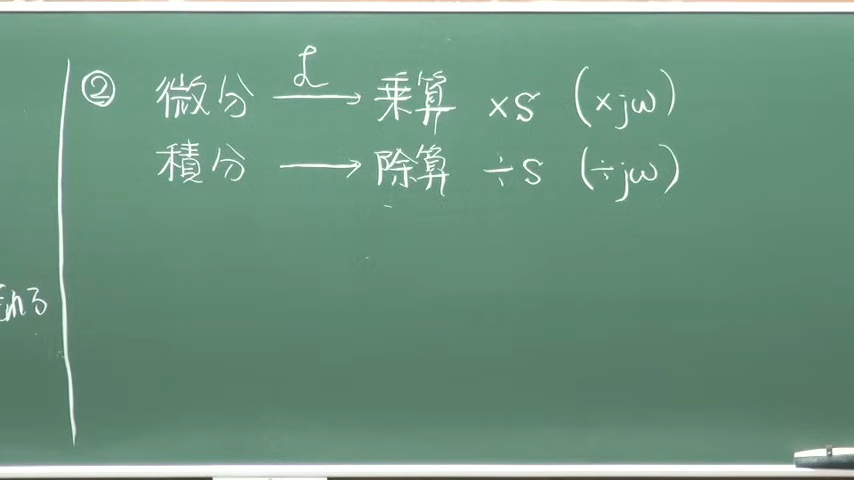 ② 微分 ℒ→ 乗算 ×S (×jω)
積分 → 除算 ÷S (÷jω)
れる